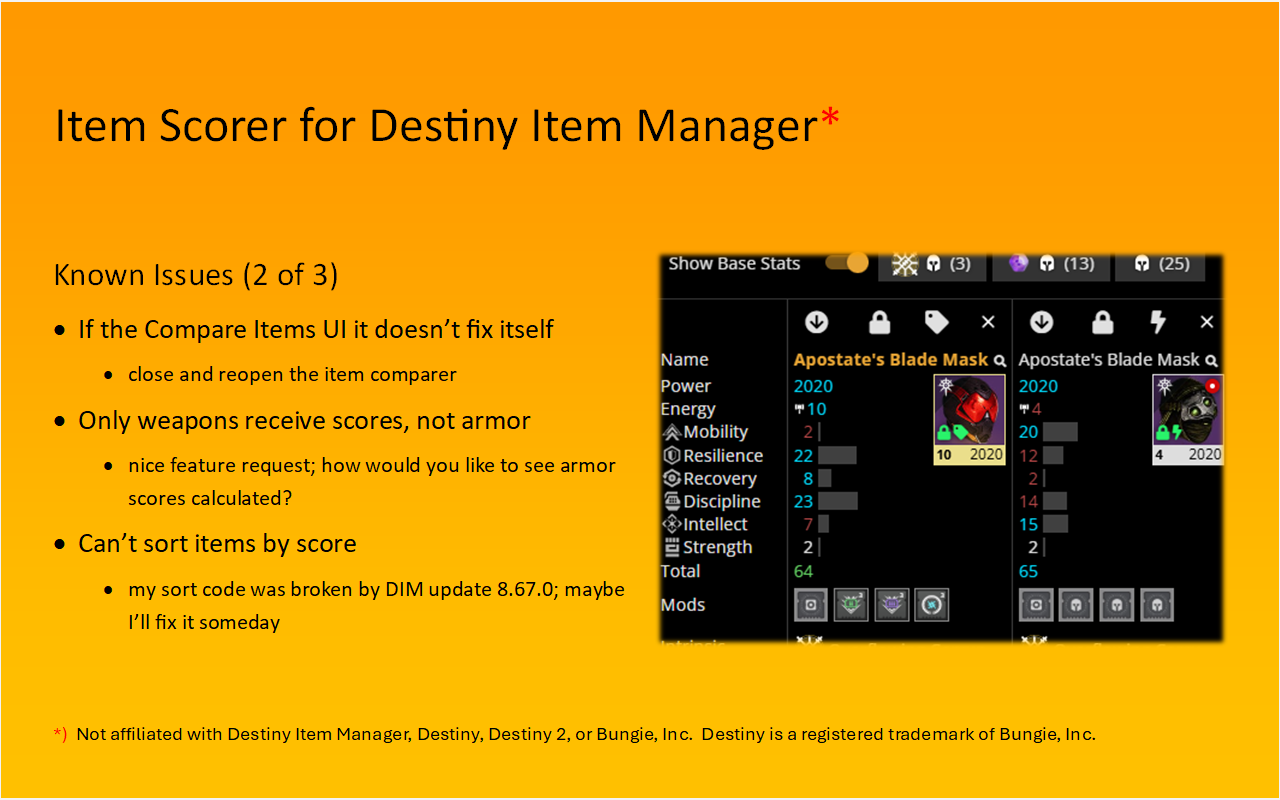 Item Scorer for Destiny Item Manager*
Known Issues (2 of 3)
• If the Compare Items UI it doesn’t fix itself
• close and reopen the item comparer
• Only weapons receive scores, not armor
• nice feature request; how would you like to see armor
scores calculated?
• Can’t sort items by score
• my sort code was broken by DIM update 8.67.0; maybe
I’ll fix it someday
Show Base Stats (3) (13) (25)
Name Apostate's Blade Mask Apostate's Blade Mask
Power 2020 2020
Energy 10 4
Mobility 2 20
Resilience 22 12
10 2020 4 2020
Recovery 8 2
Discipline 23 14
Intellect 7 15
Strength 2 2
Total 64 65
Mods
*) Not affiliated with Destiny Item Manager, Destiny, Destiny 2, or Bungie, Inc. Destiny is a registered trademark of Bungie, Inc.